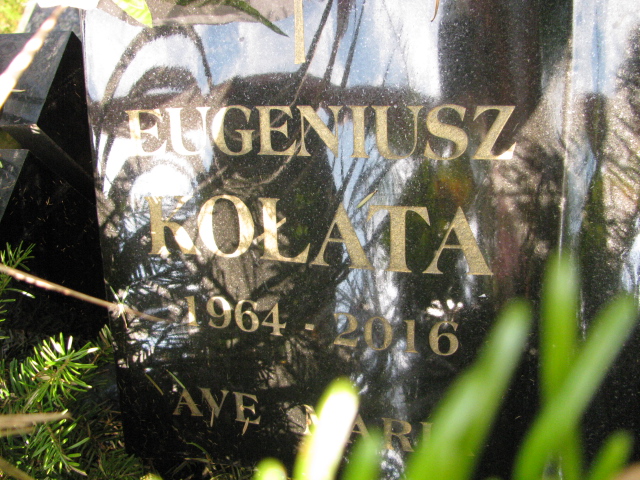 EUGENIUSZ
KOŁATA
1964 - 2016
AVE